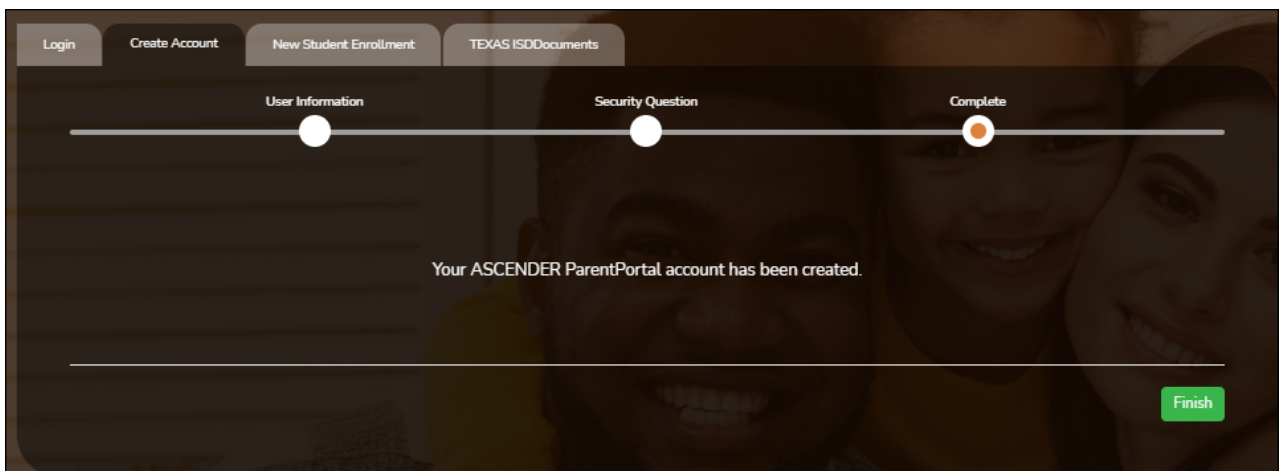 Login Create Account New Student Enrollment TEXAS ISDDocuments
User Information Security Question Complete
Your ASCENDER ParentPortal account has been created.
Finish